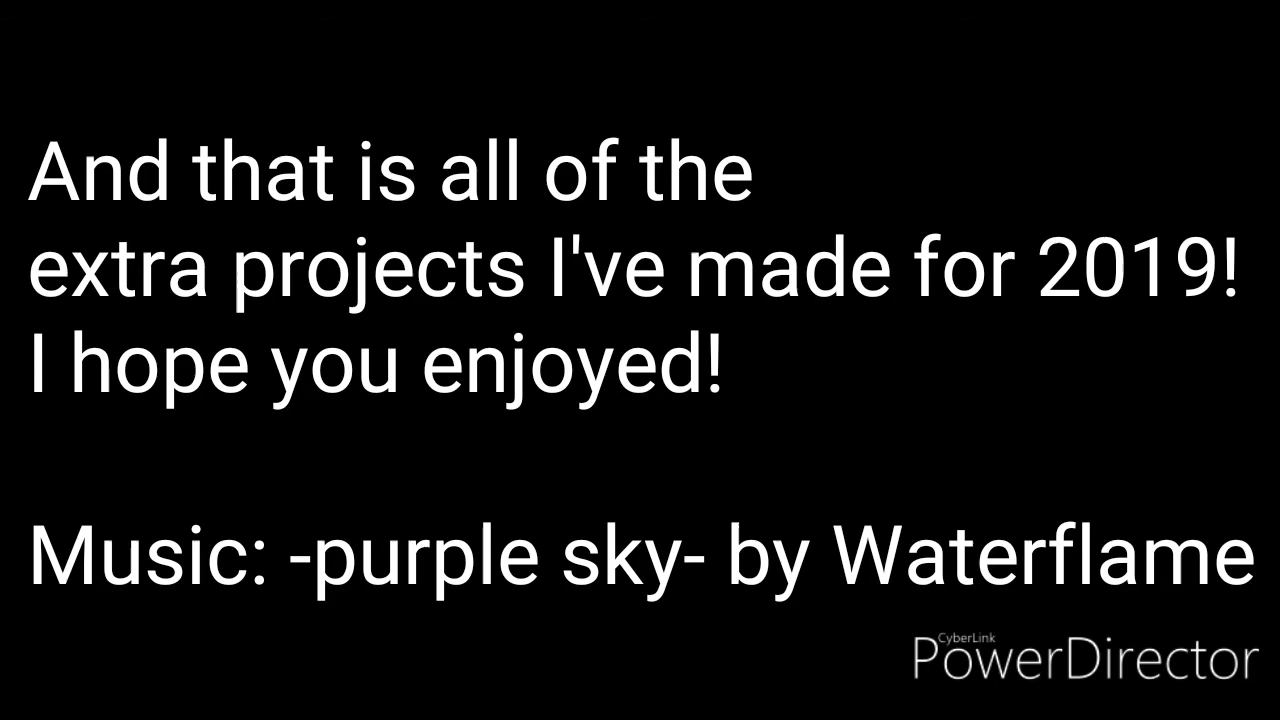 And that is all of the
extra projects I've made for 2019!
I hope you enjoyed!
Music: -purple sky- by Waterflame
CyberLink
PowerDirector